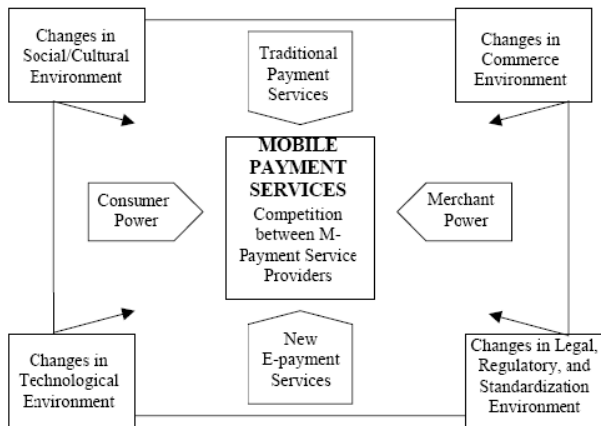 Changes in
Social/Cultural
Environment
Traditional
Payment
Services
Changes in
Commerce
Environment
MOBILE
PAYMENT
SERVICES
Competition
between M-
Payment Service
Providers
Consumer
Power
Merchant
Power
Changes in
Technological
Environment
New
E-payment
Services
Changes in Legal,
Regulatory, and
Standardization
Environment